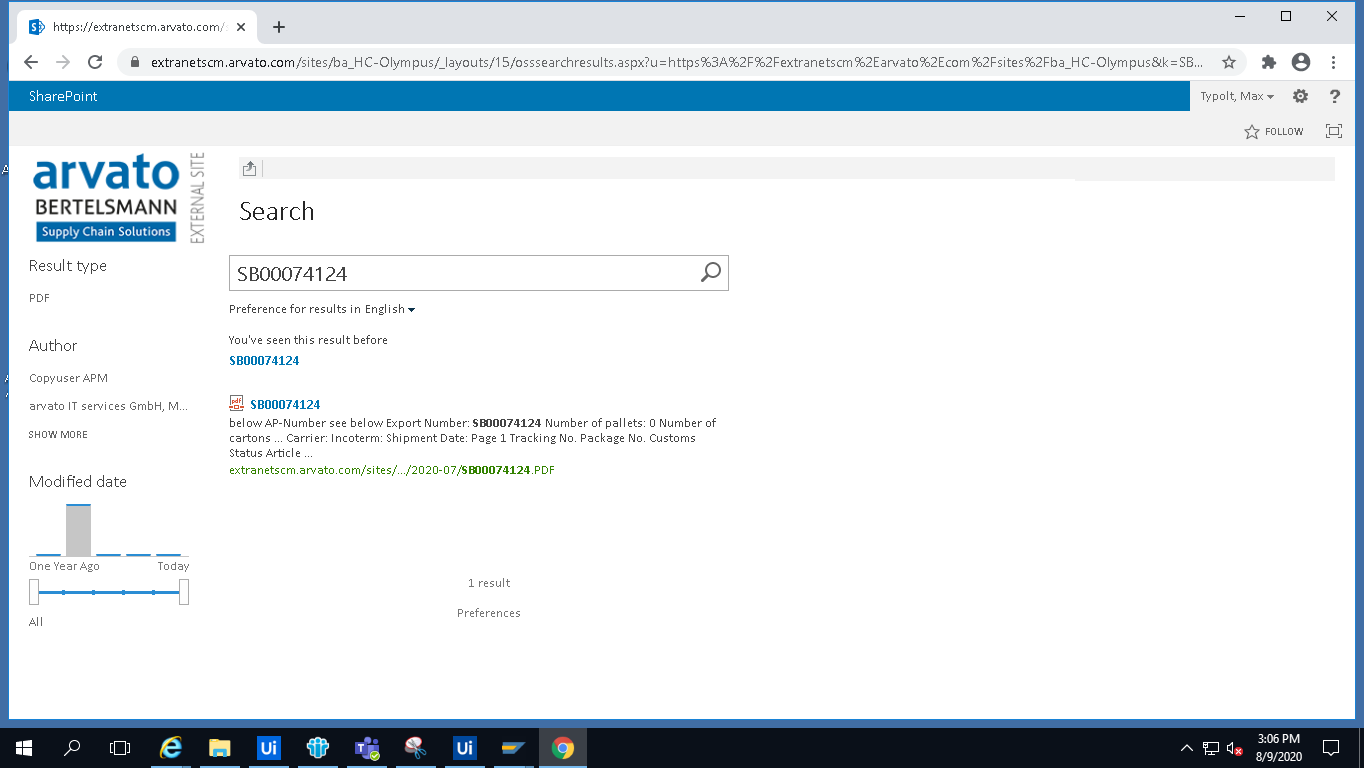 https://extranetscm.arvato.com/
extranetscm.arvato.com/sites/ba_HC-Olympus/_layouts/15/osssearchresults.aspx?u=https%3A%2F%2Fextranetscm%2Earvato%2Ecom%2Fsites%2Fba_HC-Olympus&k=SB...
SharePoint
Typolt, Max
?
FOLLOW
arvato
BERTELSMANN
Supply Chain Solutions
EXTERNAL SITE
Search
Result type
SB00074124
PDF
Preference for results in English
Author
You've seen this result before
SB00074124
Copyuser APM
arvato IT services GmbH, M...
SHOW MORE
SB00074124
below AP-Number see below Export Number: SB00074124 Number of pallets: 0 Number of
cartons ... Carrier: Incoterm: Shipment Date: Page 1 Tracking No. Package No. Customs
Status Article ...
extranetscm.arvato.com/sites/.../2020-07/SB00074124.PDF
Modified date
One Year Ago Today
All
1 result
Preferences
Ui
Ui
3:06 PM
8/9/2020